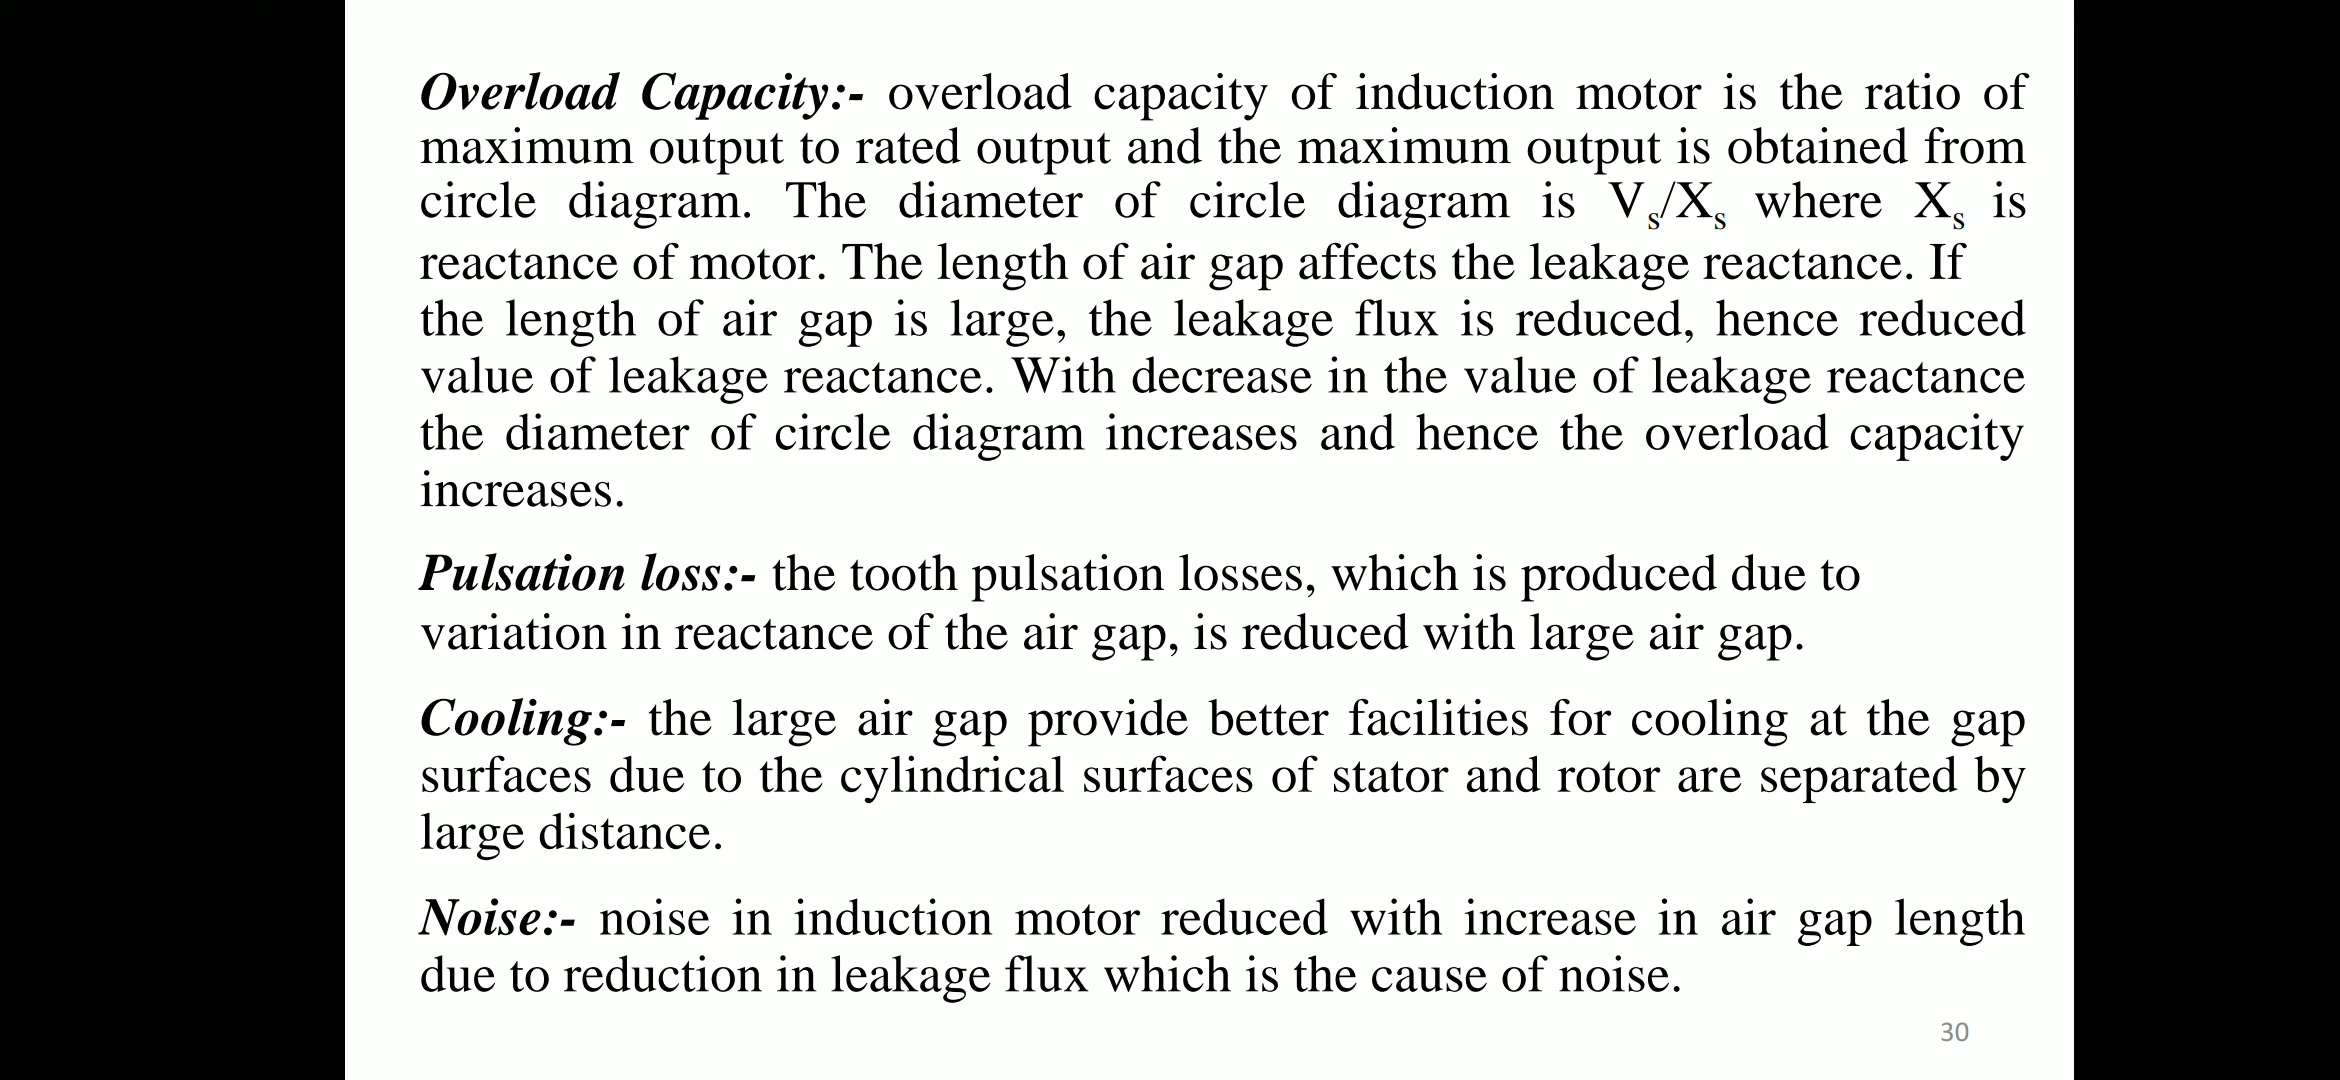 Overload Capacity:- overload capacity of induction motor is the ratio of
maximum output to rated output and the maximum output is obtained from
circle diagram. The diameter of circle diagram is Vs/Xs where Xs is
reactance of motor. The length of air gap affects the leakage reactance. If
the length of air gap is large, the leakage flux is reduced, hence reduced
value of leakage reactance. With decrease in the value of leakage reactance
the diameter of circle diagram increases and hence the overload capacity
increases.
Pulsation loss:- the tooth pulsation losses, which is produced due to
variation in reactance of the air gap, is reduced with large air gap.
Cooling:- the large air gap provide better facilities for cooling at the gap
surfaces due to the cylindrical surfaces of stator and rotor are separated by
large distance.
Noise:- noise in induction motor reduced with increase in air gap length
due to reduction in leakage flux which is the cause of noise.
30